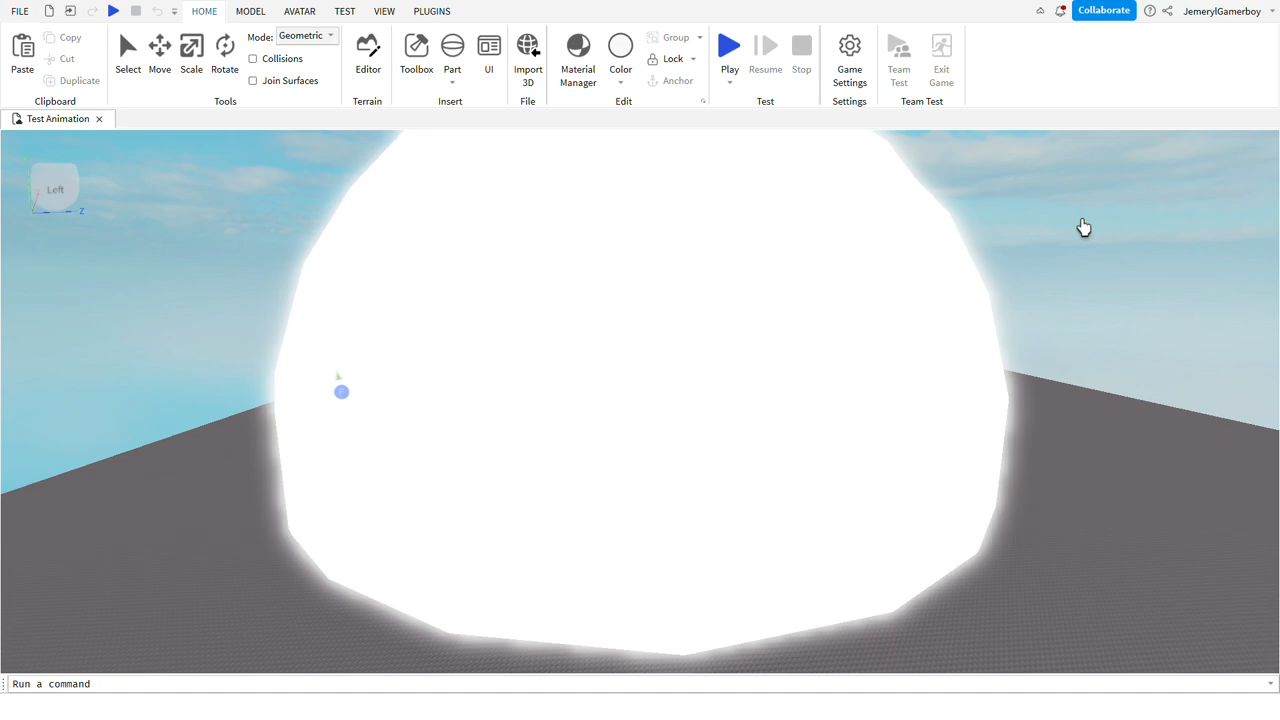 FILE HOME MODEL AVATAR TEST VIEW PLUGINS Collaborate JemerylGamerboy
Paste Copy Cut Duplicate Clipboard
Select Move Scale Rotate Mode: Geometric Collisions Join Surfaces Tools
Editor Terrain
Toolbox Part UI Insert
Import 3D File
Material Manager Color Group Lock Anchor Edit
Play Resume Stop Test
Game Settings Settings
Team Test Exit Game Team Test
Test Animation
Left
Z
Run a command